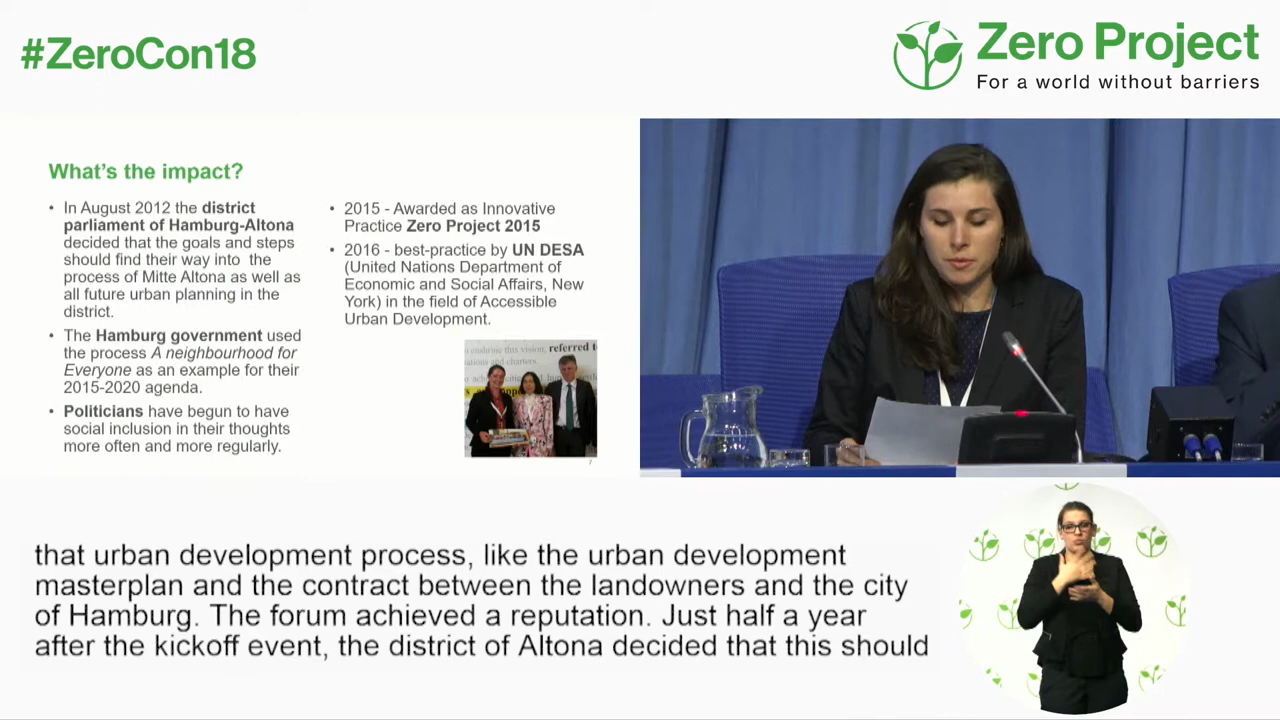 #ZeroCon18
Zero Project
For a world without barriers
What's the impact?
• In August 2012 the district
parliament of Hamburg-Altona
decided that the goals and steps
should find their way into the
process of Mitte Altona as well as
all future urban planning in the
district.
• The Hamburg government used
the process A neighbourhood for
Everyone as an example for their
2015-2020 agenda.
• Politicians have begun to have
social inclusion in their thoughts
more often and more regularly.
• 2015 - Awarded as Innovative
Practice Zero Project 2015
• 2016 - best-practice by UN DESA
(United Nations Department of
Economic and Social Affairs, New
York) in the field of Accessible
Urban Development.
enshrine this vision, referred t
7
that urban development process, like the urban development
masterplan and the contract between the landowners and the city
of Hamburg. The forum achieved a reputation. Just half a year
after the kickoff event, the district of Altona decided that this should